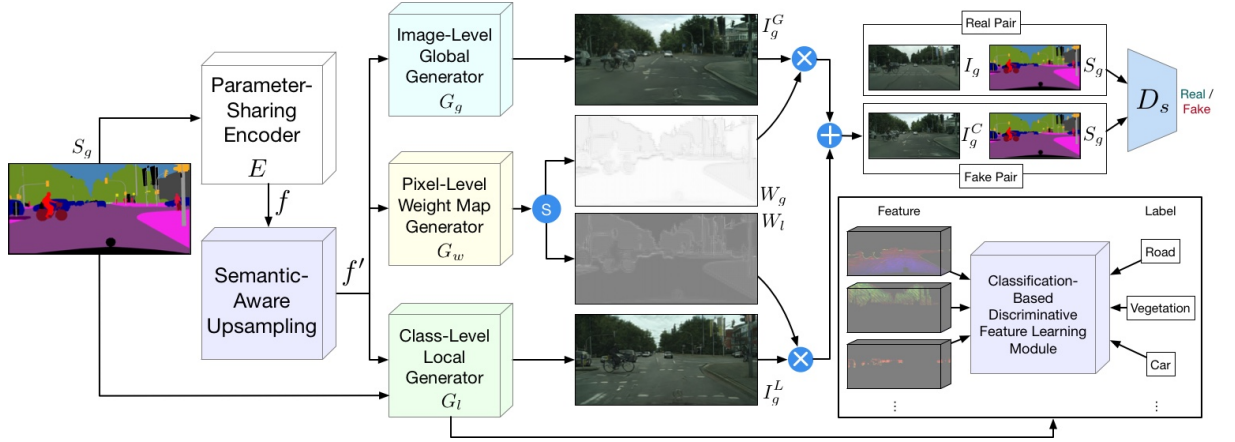 S_g
Parameter-
Sharing
Encoder
E
f
Semantic-
Aware
Upsampling
f′
Image-Level
Global
Generator
G_g
Pixel-Level
Weight Map
Generator
G_w
Class-Level
Local
Generator
G_l
S
I_g^G
W_g
W_l
I_g^L
Real Pair
I_g
S_g
I_g^C
S_g
Fake Pair
D_s
Real /
Fake
Feature
Label
Classification-
Based
Discriminative
Feature Learning
Module
Road
Vegetation
Car
⋮
⋮